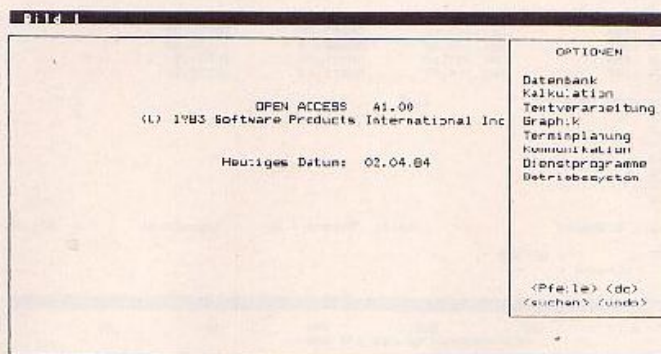 Bild 1
OPEN ACCESS A1.00
(C) 1983 Software Products International Inc
Heutiges Datum: 02.04.84
OPTIONEN
Datenbank
Kalkulation
Textverarbeitung
Graphik
Terminplanung
Kommunikation
Dienstprogramme
Betriebssystem
<Pfeile> <do>
<suchen> <undo>